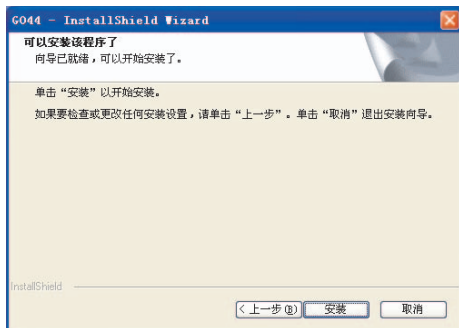 GO44 - InstallShield Wizard
可以安装该程序了
向导已就绪，可以开始安装了。
单击“安装”以开始安装。
如果要检查或更改任何安装设置，请单击“上一步”。单击“取消”退出安装向导。
InstallShield
< 上一步(B) 安装 取消